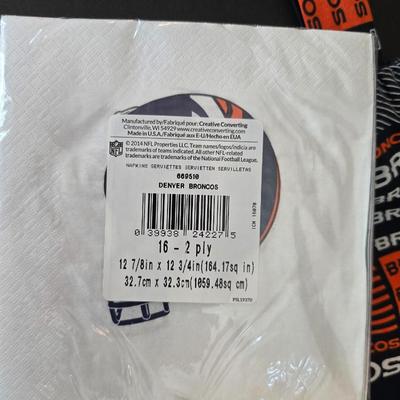 Manufactured by/Fabriqué pour: Creative Converting
Clintonville, WI 54929 www.creativeconverting.com
Made in U.S.A./Fabriqué aux E-U/Hecho en EUA
NFL
© 2014 NFL Properties LLC. Team names/logos/indicia are
trademarks of teams indicated. All other NFL-related
trademarks are trademarks of the National Football League.
NAPKINS SERVIETTES SERVIETTEN SERVILLETAS
669510
DENVER BRONCOS
0 39938 24227 5
16 - 2 ply
12 7/8in x 12 3/4in(164.17sq in)
32.7cm x 32.3cm(1059.48sq cm)